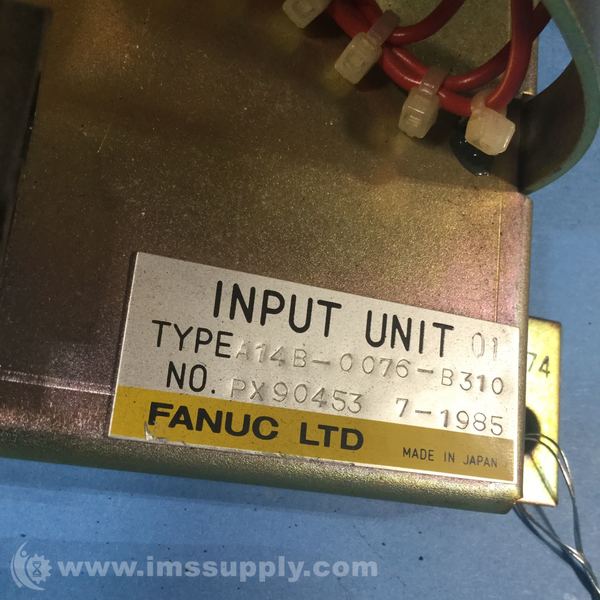 INPUT UNIT 01
TYPE A14B-0076-B310
NO. PX90453 7-1985
FANUC LTD MADE IN JAPAN
74
www.imssupply.com